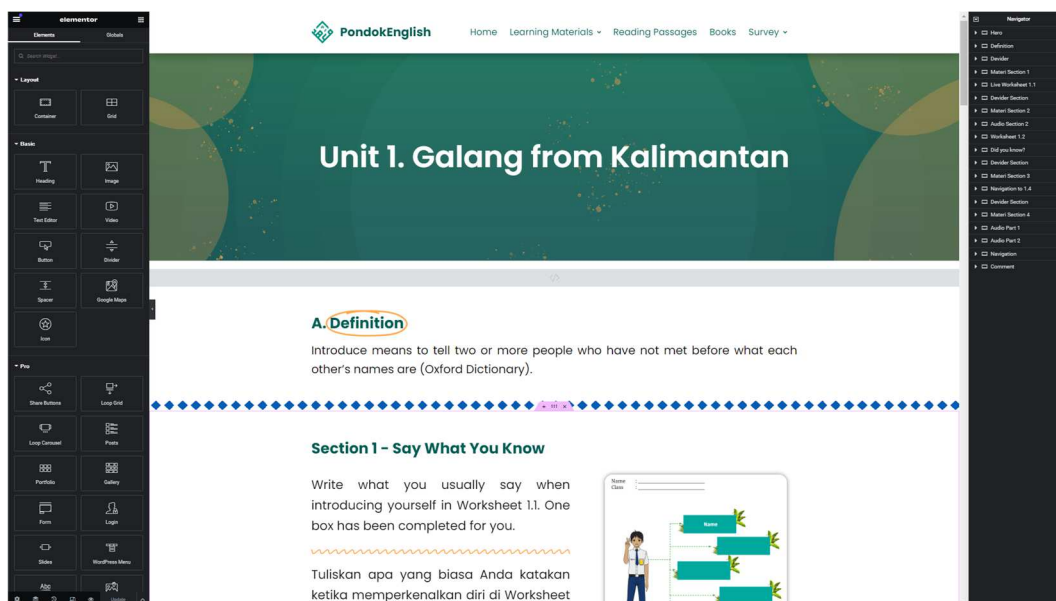 elementor
Elements Globals
Search Widget...
Layout
Container Grid
Basic
Heading Image
Text Editor Video
Button Divider
Spacer Google Maps
Icon
Pro
Share Buttons Loop Grid
Loop Carousel Posts
Portfolio Gallery
Form Login
Slides WordPress Menu
Abc
Update
PondokEnglish
Home Learning Materials Reading Passages Books Survey
Unit 1. Galang from Kalimantan
A. Definition
Introduce means to tell two or more people who have not met before what each
other's names are (Oxford Dictionary).
Section 1 - Say What You Know
Write what you usually say when
introducing yourself in Worksheet 1.1. One
box has been completed for you.
Tuliskan apa yang biasa Anda katakan
ketika memperkenalkan diri di Worksheet
Name :
Class :
Name
Navigator
Hero
Definition
Devider
Materi Section 1
Live Worksheet 1.1
Devider Section
Materi Section 2
Audio Section 2
Worksheet 1.2
Did you know?
Devider Section
Materi Section 3
Navigation to 1.4
Devider Section
Materi Section 4
Audio Part 1
Audio Part 2
Navigation
Comment